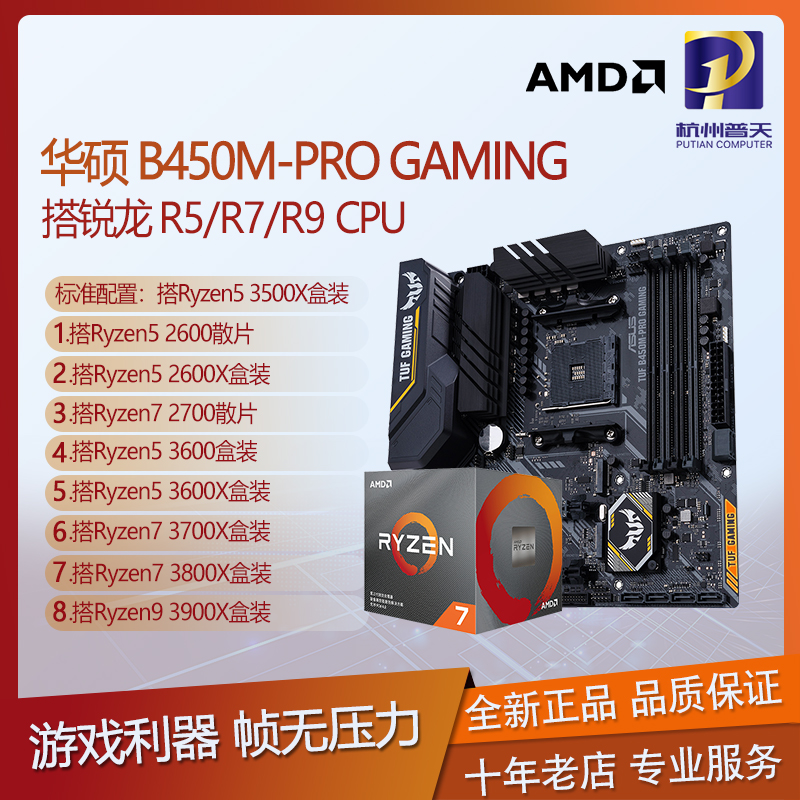 AMD
杭州普天
PUTIAN COMPUTER
华硕 B450M-PRO GAMING
搭锐龙 R5/R7/R9 CPU
标准配置：搭Ryzen5 3500X盒装
1.搭Ryzen5 2600散片
2.搭Ryzen5 2600X盒装
3.搭Ryzen7 2700散片
4.搭Ryzen5 3600盒装
5.搭Ryzen5 3600X盒装
6.搭Ryzen7 3700X盒装
7.搭Ryzen7 3800X盒装
8.搭Ryzen9 3900X盒装
TUF GAMING
ASUS
TUF B450M-PRO GAMING
TUF GAMING
AMD
RYZEN
7
RYZEN
AMD
游戏利器 帧无压力
全新正品 品质保证
十年老店 专业服务